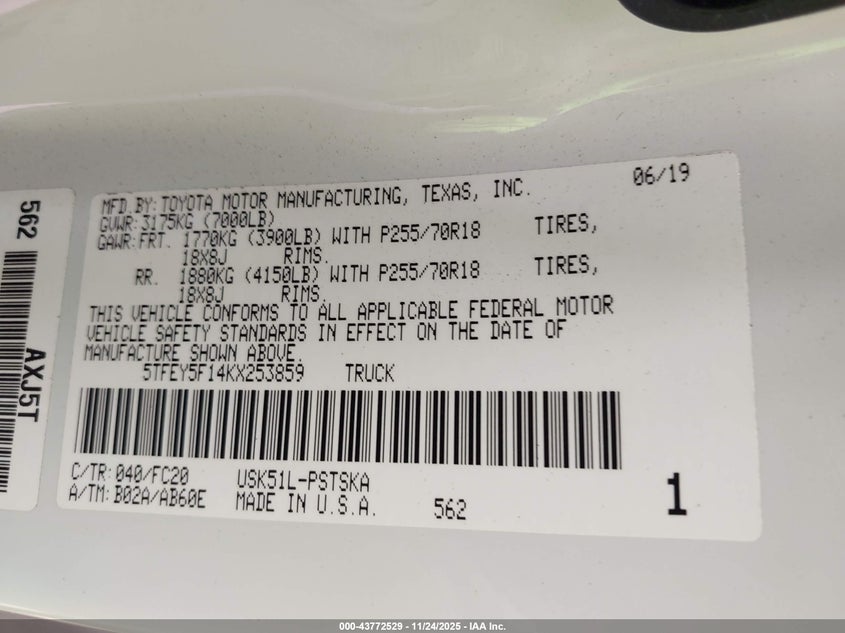 562
AXJ5T
MFD.BY:TOYOTA MOTOR MANUFACTURING, TEXAS, INC. 06/19
GVWR:3175KG (7000LB)
GAWR:FRT. 1770KG (3900LB) WITH P255/70R18 TIRES,
18X8J RIMS.
RR. 1880KG (4150LB) WITH P255/70R18 TIRES,
18X8J RIMS.
THIS VEHICLE CONFORMS TO ALL APPLICABLE FEDERAL MOTOR
VEHICLE SAFETY STANDARDS IN EFFECT ON THE DATE OF
MANUFACTURE SHOWN ABOVE.
5TFEY5F14KX253859 TRUCK
C/TR:040/FC20 USK51L-PSTSKA
A/TM:B02A/AB60E MADE IN U.S.A. 562 1
000-43772529 - 11/24/2025 - IAA Inc.